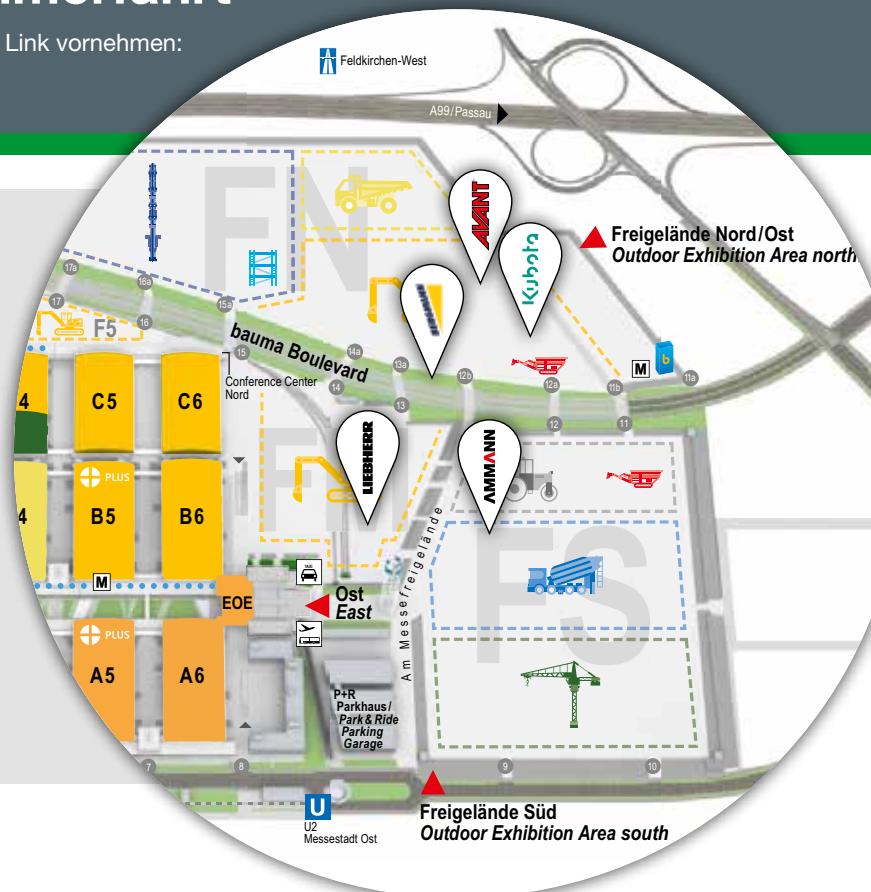 Link vornehmen:
Feldkirchen-West
A99/Passau
FN
AVANT
Kubota
Freigelände Nord/Ost
Outdoor Exhibition Area north
17a
16a
15a
17
16
F5
15
bauma Boulevard
14a
14
13a
13
12b
12a
12
11b
11
M
b
11a
Conference Center
Nord
4
C5
C6
LIEBHERR
AMMANN
PLUS
4
B5
B6
FS
M
TAXI
EOE
Ost
East
Am Messefreigelände
PLUS
A5
A6
P+R
Parkhaus/
Park & Ride
Parking
Garage
7
8
9
10
U
U2
Messestadt Ost
Freigelände Süd
Outdoor Exhibition Area south